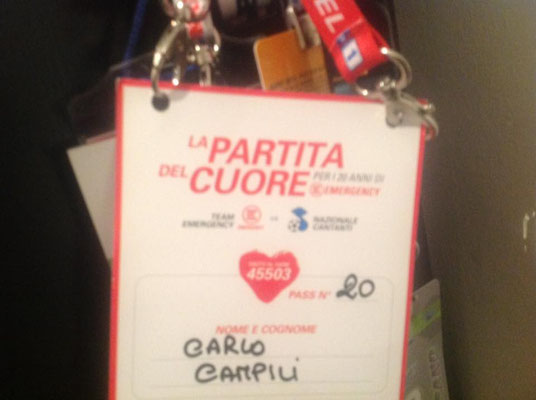 LA PARTITA
DEL CUORE PER I 20 ANNI DI EMERGENCY
TEAM EMERGENCY NAZIONALE CANTANTI
45503
PASS N° 20
NOME E COGNOME
CARLO
CAMPILI